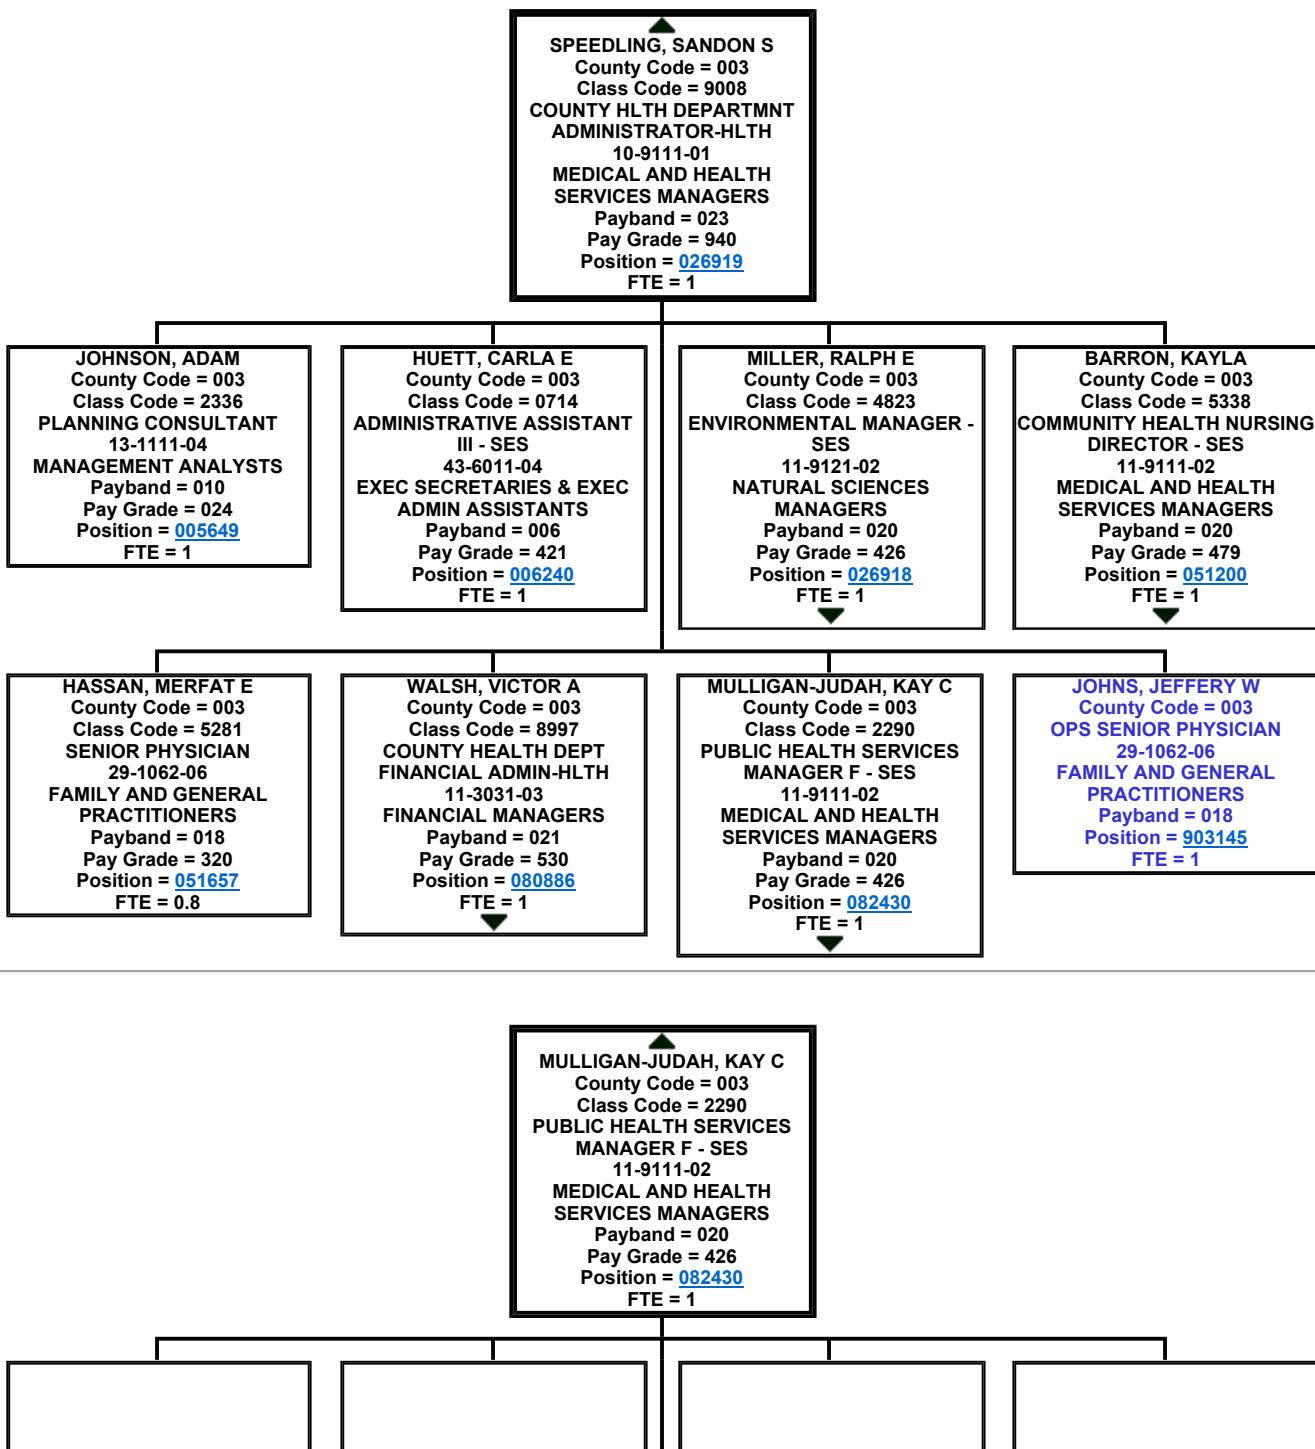 SPEEDLING, SANDON S
County Code = 003
Class Code = 9008
COUNTY HLTH DEPARTMNT
ADMINISTRATOR-HLTH
10-9111-01
MEDICAL AND HEALTH
SERVICES MANAGERS
Payband = 023
Pay Grade = 940
Position = 026919
FTE = 1
JOHNSON, ADAM
County Code = 003
Class Code = 2336
PLANNING CONSULTANT
13-1111-04
MANAGEMENT ANALYSTS
Payband = 010
Pay Grade = 024
Position = 005649
FTE = 1
HUETT, CARLA E
County Code = 003
Class Code = 0714
ADMINISTRATIVE ASSISTANT
III - SES
43-6011-04
EXEC SECRETARIES & EXEC
ADMIN ASSISTANTS
Payband = 006
Pay Grade = 421
Position = 006240
FTE = 1
MILLER, RALPH E
County Code = 003
Class Code = 4823
ENVIRONMENTAL MANAGER -
SES
11-9121-02
NATURAL SCIENCES
MANAGERS
Payband = 020
Pay Grade = 426
Position = 026918
FTE = 1
BARRON, KAYLA
County Code = 003
Class Code = 5338
COMMUNITY HEALTH NURSING
DIRECTOR - SES
11-9111-02
MEDICAL AND HEALTH
SERVICES MANAGERS
Payband = 020
Pay Grade = 479
Position = 051200
FTE = 1
HASSAN, MERFAT E
County Code = 003
Class Code = 5281
SENIOR PHYSICIAN
29-1062-06
FAMILY AND GENERAL
PRACTITIONERS
Payband = 018
Pay Grade = 320
Position = 051657
FTE = 0.8
WALSH, VICTOR A
County Code = 003
Class Code = 8997
COUNTY HEALTH DEPT
FINANCIAL ADMIN-HLTH
11-3031-03
FINANCIAL MANAGERS
Payband = 021
Pay Grade = 530
Position = 080886
FTE = 1
MULLIGAN-JUDAH, KAY C
County Code = 003
Class Code = 2290
PUBLIC HEALTH SERVICES
MANAGER F - SES
11-9111-02
MEDICAL AND HEALTH
SERVICES MANAGERS
Payband = 020
Pay Grade = 426
Position = 082430
FTE = 1
JOHNS, JEFFERY W
County Code = 003
OPS SENIOR PHYSICIAN
29-1062-06
FAMILY AND GENERAL
PRACTITIONERS
Payband = 018
Position = 903145
FTE = 1
MULLIGAN-JUDAH, KAY C
County Code = 003
Class Code = 2290
PUBLIC HEALTH SERVICES
MANAGER F - SES
11-9111-02
MEDICAL AND HEALTH
SERVICES MANAGERS
Payband = 020
Pay Grade = 426
Position = 082430
FTE = 1